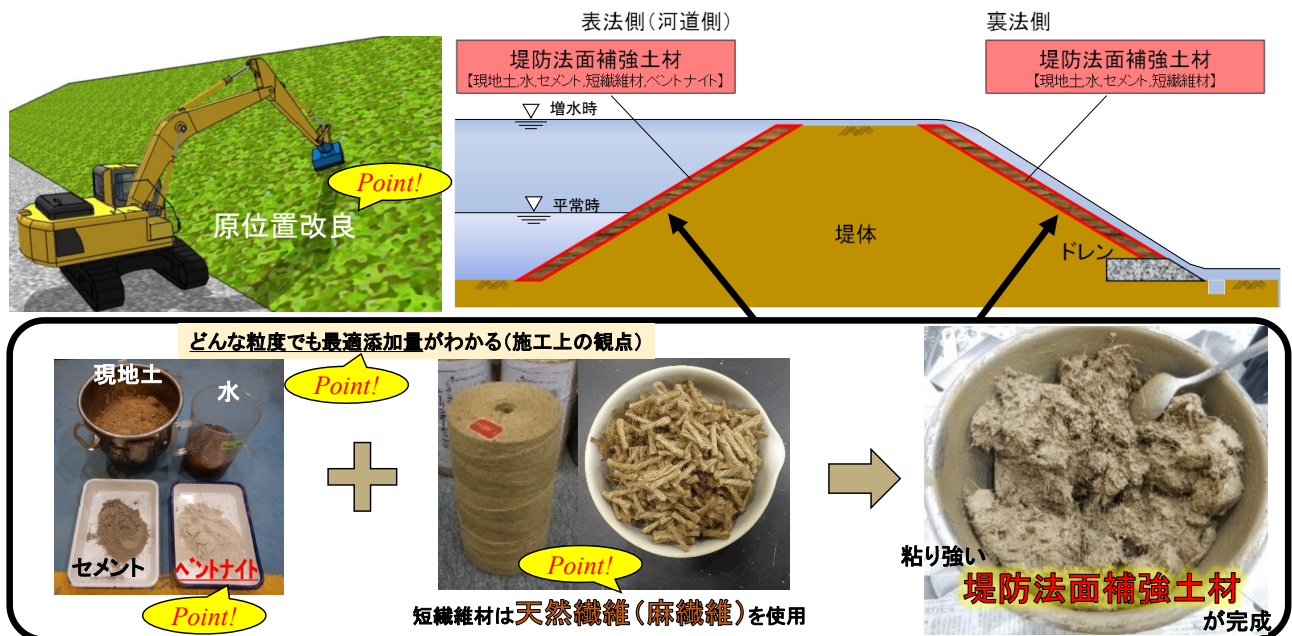 Point!
原位置改良
表法側（河道側）
裏法側
堤防法面補強土材
【現地土,水,セメント,短繊維材,ベントナイト】
堤防法面補強土材
【現地土,水,セメント,短繊維材】
増水時
平常時
堤体
ドレン
どんな粒度でも最適添加量がわかる（施工上の観点）
Point!
現地土
水
セメント
ベントナイト
Point!
Point!
短繊維材は天然繊維（麻繊維）を使用
粘り強い
堤防法面補強土材
が完成